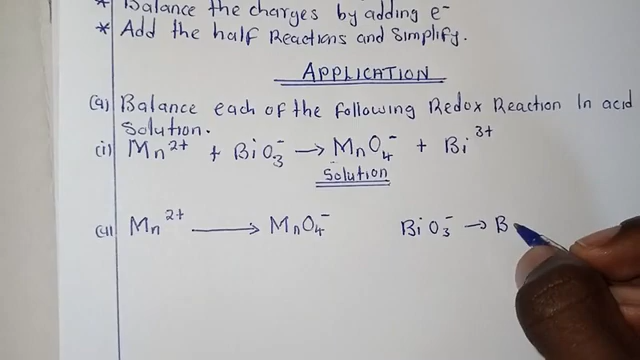 * Balance the charges by adding e⁻
* Add the half Reactions and Simplify.
APPLICATION
(a) Balance each of the following Redox Reaction In acid
Solution.
(i) Mn²⁺ + BiO₃⁻ → MnO₄⁻ + Bi³⁺
Solution
Mn²⁺ → MnO₄⁻ BiO₃⁻ → B